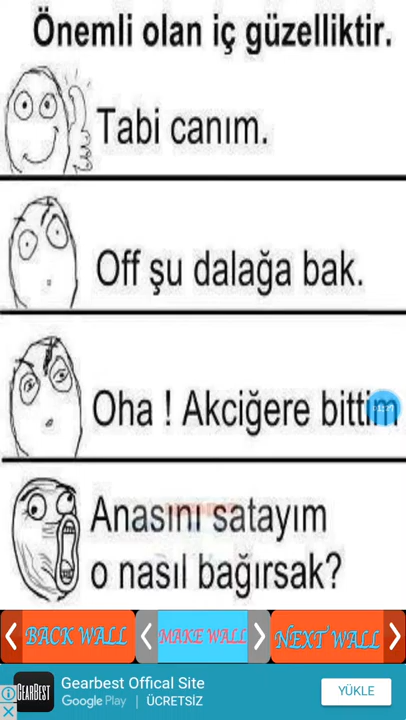 Önemli olan iç güzelliktir.
Tabi canım.
Off şu dalağa bak.
Oha ! Akciğere bittim
Anasını satayım
o nasıl bağırsak?
BACK WALL
MAKE WALL
NEXT WALL
GEARBEST
Gearbest Offical Site
Google Play | ÜCRETSİZ
YÜKLE